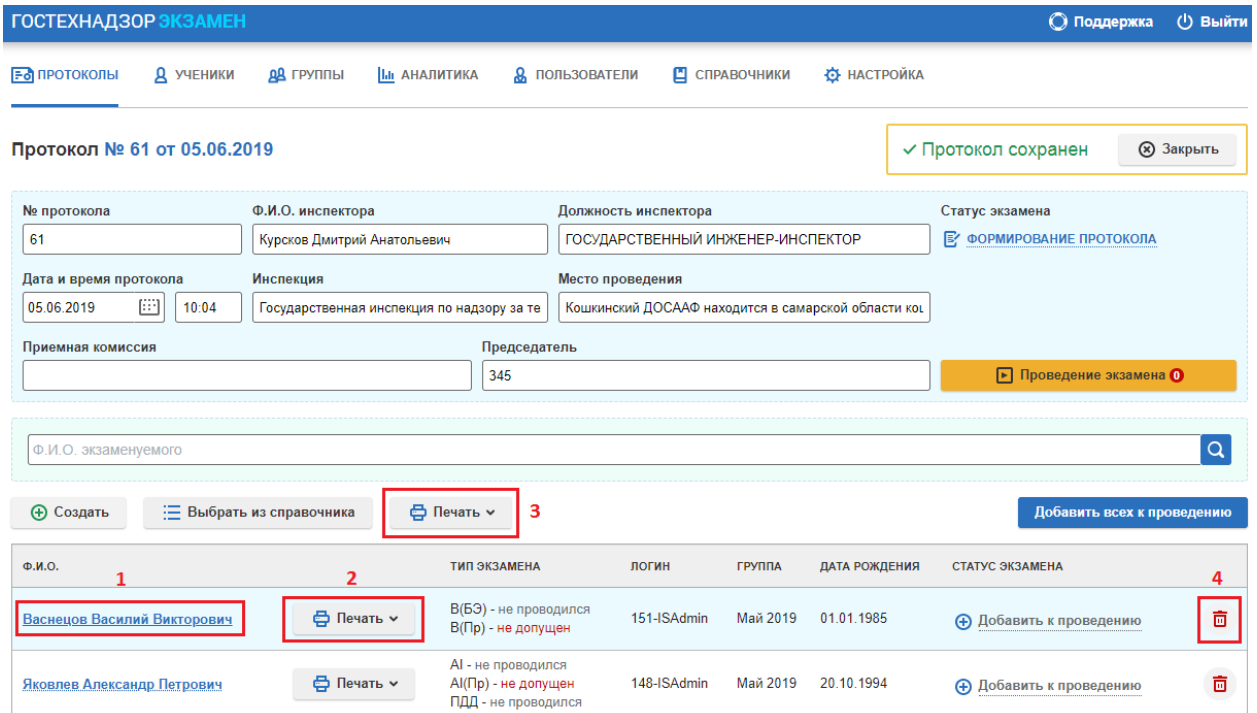 ГОСТЕХНАДЗОР ЭКЗАМЕН Поддержка Выйти
ПРОТОКОЛЫ УЧЕНИКИ ГРУППЫ АНАЛИТИКА ПОЛЬЗОВАТЕЛИ СПРАВОЧНИКИ НАСТРОЙКА
Протокол № 61 от 05.06.2019 Протокол сохранен Закрыть
№ протокола Ф.И.О. инспектора Должность инспектора Статус экзамена
61 Курсков Дмитрий Анатольевич ГОСУДАРСТВЕННЫЙ ИНЖЕНЕР-ИНСПЕКТОР ФОРМИРОВАНИЕ ПРОТОКОЛА
Дата и время протокола Инспекция Место проведения
05.06.2019 10:04 Государственная инспекция по надзору за те Кошкинский ДОСААФ находится в самарской области кош
Приемная комиссия Председатель
345 Проведение экзамена 0
Ф.И.О. экзаменуемого
Создать Выбрать из справочника Печать 3 Добавить всех к проведению
Ф.И.О. ТИП ЭКЗАМЕНА ЛОГИН ГРУППА ДАТА РОЖДЕНИЯ СТАТУС ЭКЗАМЕНА
1 2 4
Васнецов Василий Викторович Печать B(БЭ) - не проводился 151-ISAdmin Май 2019 01.01.1985 Добавить к проведению
B(Пр) - не допущен
Яковлев Александр Петрович Печать AI - не проводился 148-ISAdmin Май 2019 20.10.1994 Добавить к проведению
AI(Пр) - не допущен
ПДД - не проводился